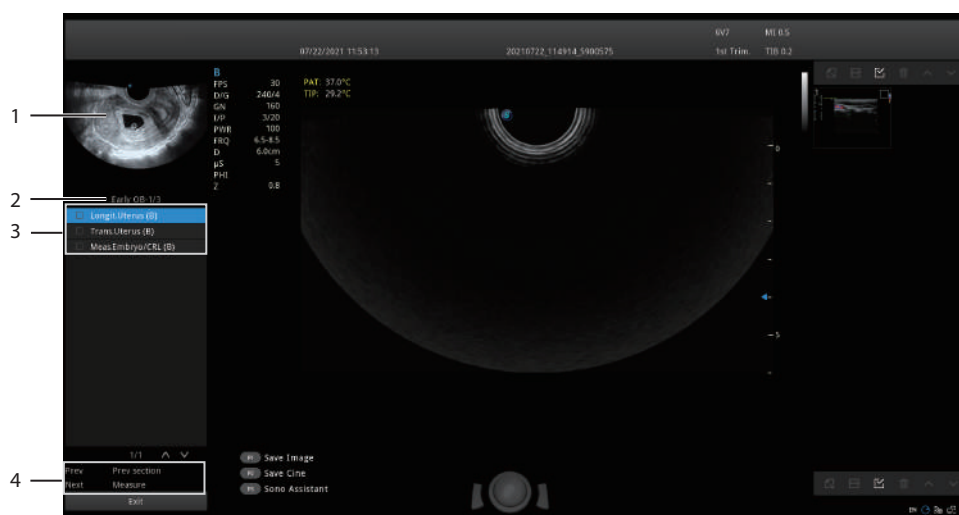 6V7 MI 0.5
07/22/2021 11:53:13 20210722_114914_5900575 1st Trim. TIB 0.2
B
FPS 30
D/G 240/4
GN 160
I/P 3/20
PWR 100
FRQ 6.5-8.5
D 6.0cm
µS 5
PHI
Z 0.8
PAT: 37.0°C
TIP: 29.2°C
1
2
3
4
Early OB-1/3
Longit.Uterus (B)
Trans.Uterus (B)
Meas.Embryo/CRL (B)
1/1
Prev Prev section
Next Measure
Exit
Save Image
Save Cine
Sono Assistant
0
5
1